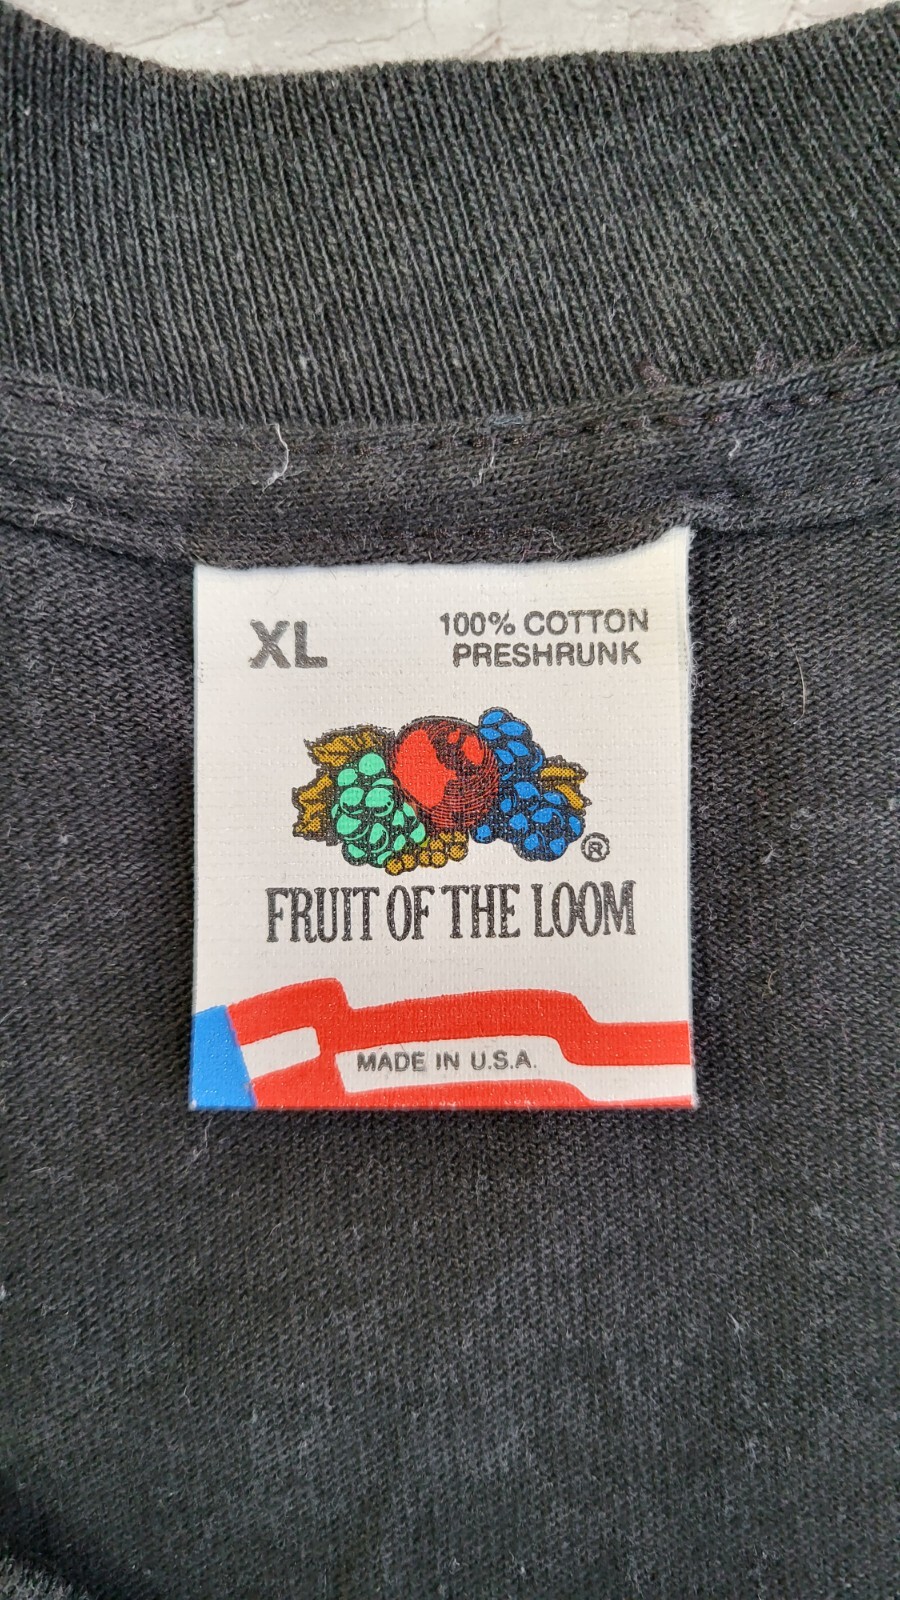 XL
100% COTTON
PRESHRUNK
®
FRUIT OF THE LOOM
MADE IN U.S.A.